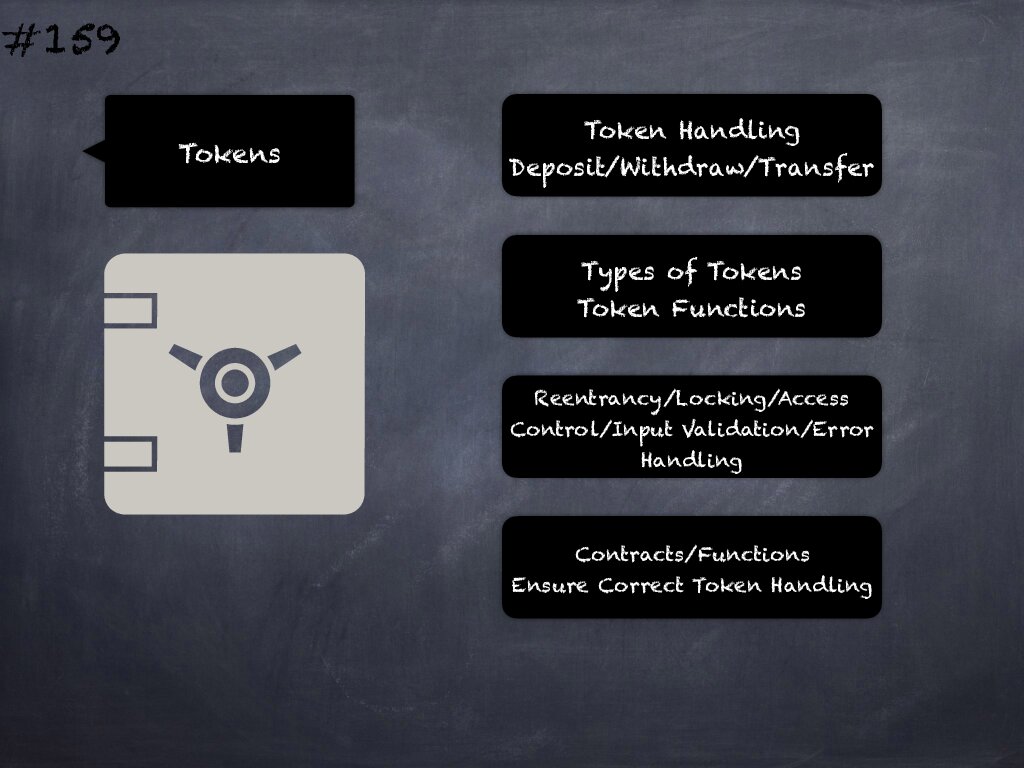 #159
Tokens
Token Handling
Deposit/Withdraw/Transfer
Types of Tokens
Token Functions
Reentrancy/Locking/Access
Control/Input Validation/Error
Handling
Contracts/Functions
Ensure Correct Token Handling